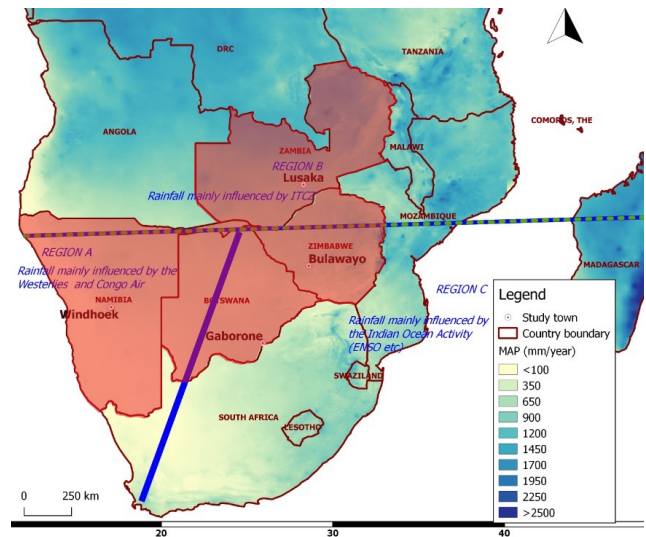 DRC
TANZANIA
ANGOLA
COMOROS, THE
ZAMBIA
MALAWI
REGION B
Lusaka
Rainfall mainly influenced by ITCZ
MOZAMBIQUE
REGION A
ZIMBABWE
Bulawayo
MADAGASCAR
Rainfall mainly influenced by the
Westerlies and Congo Air
REGION C
NAMIBIA
BOTSWANA
Windhoek
Rainfall mainly influenced by
the Indian Ocean Activity
(ENSO etc)
Gaborone
SWAZILAND
SOUTH AFRICA
LESOTHO
Legend
Study town
Country boundary
MAP (mm/year)
<100
350
650
900
1200
1450
1700
1950
2250
>2500
0 250 km
20 30 40